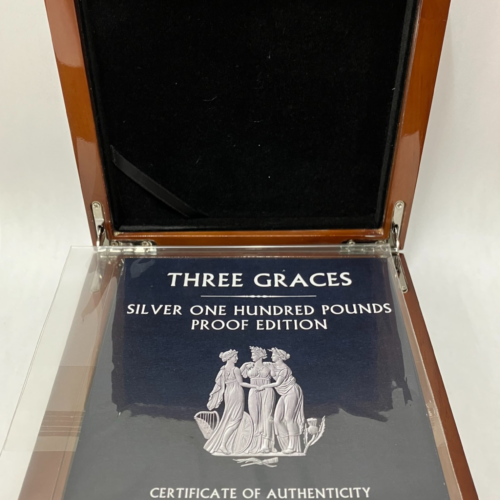 THREE GRACES
SILVER ONE HUNDRED POUNDS
PROOF EDITION
CERTIFICATE OF AUTHENTICITY